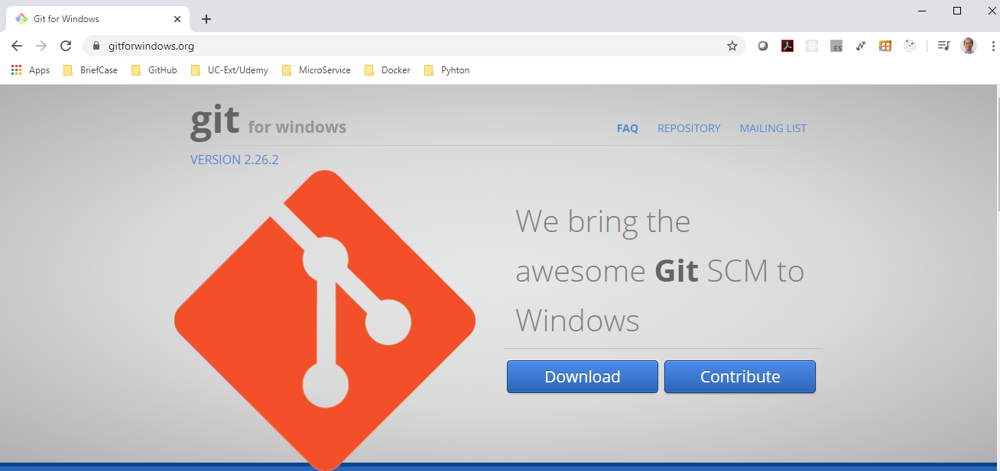 Git for Windows
gitforwindows.org
Apps BriefCase GitHub UC-Ext/Udemy MicroService Docker Pyhton
ES
git for windows
FAQ REPOSITORY MAILING LIST
VERSION 2.26.2
We bring the
awesome Git SCM to
Windows
Download Contribute